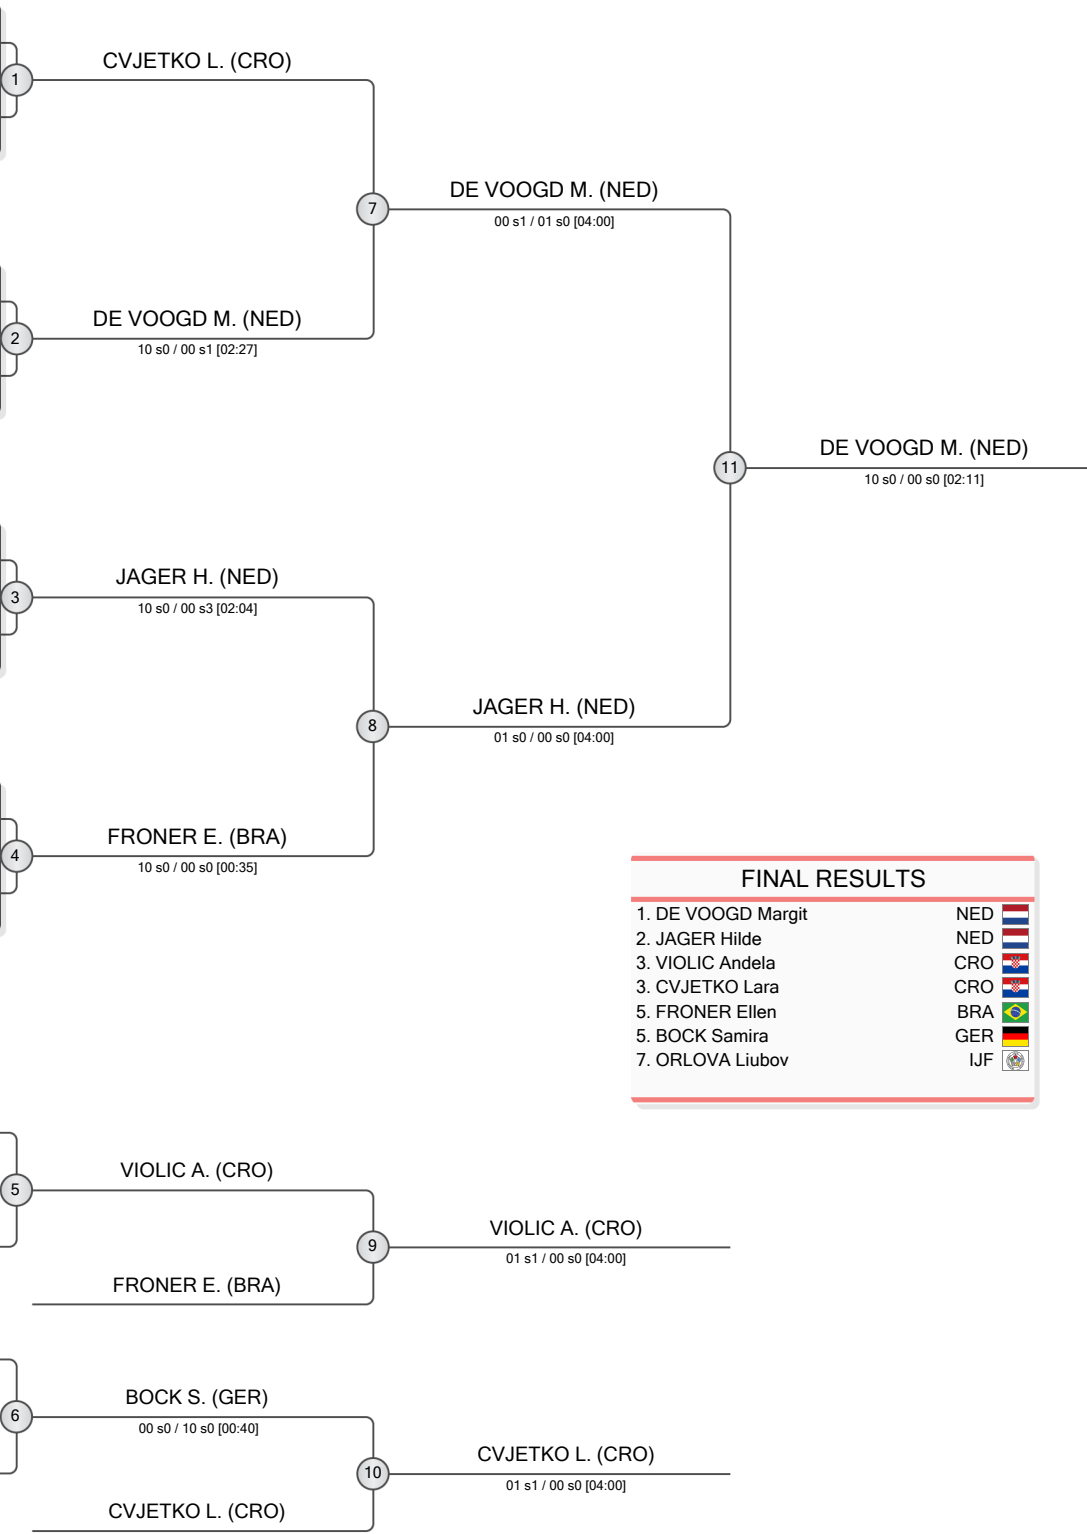 CVJETKO L. (CRO)
1
DE VOOGD M. (NED)
7
00 s1 / 01 s0 [04:00]
DE VOOGD M. (NED)
2
10 s0 / 00 s1 [02:27]
DE VOOGD M. (NED)
11
10 s0 / 00 s0 [02:11]
JAGER H. (NED)
3
10 s0 / 00 s3 [02:04]
JAGER H. (NED)
8
01 s0 / 00 s0 [04:00]
FRONER E. (BRA)
4
10 s0 / 00 s0 [00:35]
FINAL RESULTS
1. DE VOOGD Margit NED
2. JAGER Hilde NED
3. VIOLIC Andela CRO
3. CVJETKO Lara CRO
5. FRONER Ellen BRA
5. BOCK Samira GER
7. ORLOVA Liubov IJF
VIOLIC A. (CRO)
5
VIOLIC A. (CRO)
9
01 s1 / 00 s0 [04:00]
FRONER E. (BRA)
BOCK S. (GER)
6
00 s0 / 10 s0 [00:40]
CVJETKO L. (CRO)
10
01 s1 / 00 s0 [04:00]
CVJETKO L. (CRO)